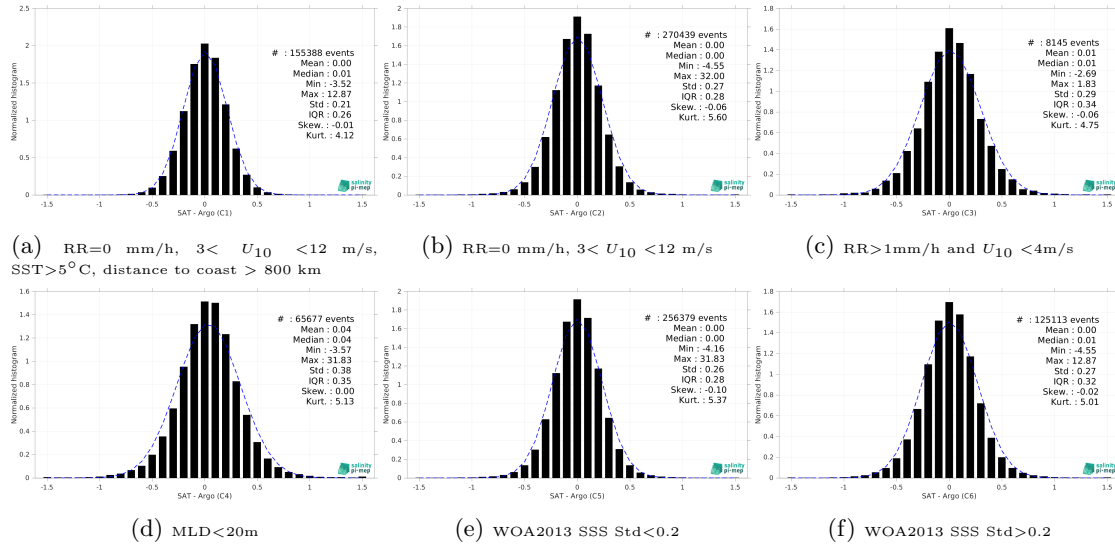 Normalized histogram
2.5
2
1.5
1
0.5
0
-1.5
-1
-0.5
0
0.5
1
1.5
# : 155388 events
Mean : 0.00
Median : 0.01
Min : -3.52
Max : 12.87
Std : 0.21
IQR : 0.26
Skew. : -0.01
Kurt. : 4.12
salinity
pi-mep
SAT - Argo (C1)
(a) RR=0 mm/h, 3< U10 <12 m/s,
SST>5°C, distance to coast > 800 km
Normalized histogram
2
1.8
1.6
1.4
1.2
1
0.8
0.6
0.4
0.2
0
-1.5
-1
-0.5
0
0.5
1
1.5
# : 270439 events
Mean : 0.00
Median : 0.00
Min : -4.55
Max : 32.00
Std : 0.27
IQR : 0.28
Skew. : -0.06
Kurt. : 5.60
salinity
pi-mep
SAT - Argo (C2)
(b) RR=0 mm/h, 3< U10 <12 m/s
Normalized histogram
1.8
1.6
1.4
1.2
1
0.8
0.6
0.4
0.2
0
-1.5
-1
-0.5
0
0.5
1
1.5
# : 8145 events
Mean : 0.01
Median : 0.01
Min : -2.69
Max : 1.83
Std : 0.29
IQR : 0.34
Skew. : -0.06
Kurt. : 4.75
salinity
pi-mep
SAT - Argo (C3)
(c) RR>1mm/h and U10 <4m/s
Normalized histogram
1.6
1.4
1.2
1
0.8
0.6
0.4
0.2
0
-1.5
-1
-0.5
0
0.5
1
1.5
# : 65677 events
Mean : 0.04
Median : 0.04
Min : -3.57
Max : 31.83
Std : 0.38
IQR : 0.35
Skew. : 0.00
Kurt. : 5.13
salinity
pi-mep
SAT - Argo (C4)
(d) MLD<20m
Normalized histogram
2
1.8
1.6
1.4
1.2
1
0.8
0.6
0.4
0.2
0
-1.5
-1
-0.5
0
0.5
1
1.5
# : 256379 events
Mean : 0.00
Median : 0.00
Min : -4.16
Max : 31.83
Std : 0.26
IQR : 0.28
Skew. : -0.10
Kurt. : 5.37
salinity
pi-mep
SAT - Argo (C5)
(e) WOA2013 SSS Std<0.2
Normalized histogram
1.8
1.6
1.4
1.2
1
0.8
0.6
0.4
0.2
0
-1.5
-1
-0.5
0
0.5
1
1.5
# : 125113 events
Mean : 0.00
Median : 0.01
Min : -4.55
Max : 12.87
Std : 0.27
IQR : 0.32
Skew. : -0.02
Kurt. : 5.01
salinity
pi-mep
SAT - Argo (C6)
(f) WOA2013 SSS Std>0.2